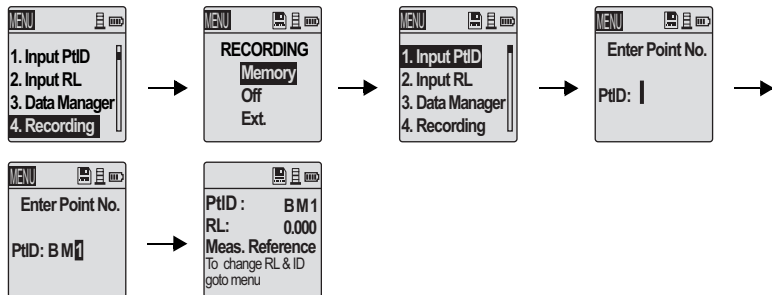 MENU
1. Input PtID
2. Input RL
3. Data Manager
4. Recording
MENU
RECORDING
Memory
Off
Ext.
MENU
1. Input PtID
2. Input RL
3. Data Manager
4. Recording
MENU
Enter Point No.
PtID:
MENU
Enter Point No.
PtID: BM1
PtID : BM1
RL: 0.000
Meas. Reference
To change RL & ID
goto menu